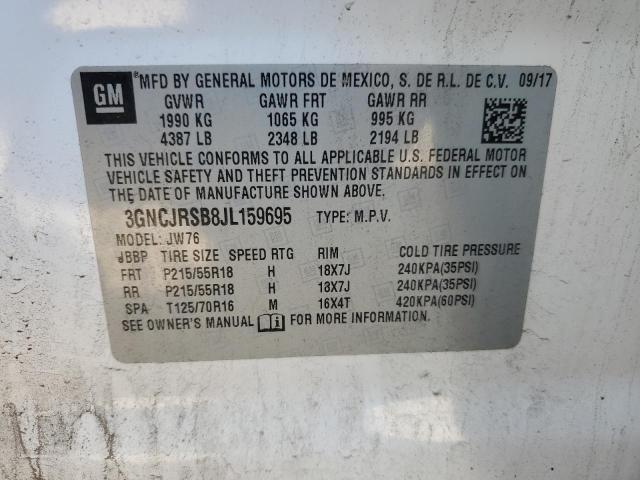 GM
®MFD BY GENERAL MOTORS DE MEXICO, S. DE R.L. DE C.V. 09/17
GVWR GAWR FRT GAWR RR
1990 KG 1065 KG 995 KG
4387 LB 2348 LB 2194 LB
THIS VEHICLE CONFORMS TO ALL APPLICABLE U.S. FEDERAL MOTOR
VEHICLE SAFETY AND THEFT PREVENTION STANDARDS IN EFFECT ON
THE DATE OF MANUFACTURE SHOWN ABOVE.
3GNCJRSB8JL159695 TYPE: M.P.V.
MODEL: JW76
JBBP TIRE SIZE SPEED RTG RIM COLD TIRE PRESSURE
FRT P215/55R18 H 18X7J 240KPA(35PSI)
RR P215/55R18 H 18X7J 240KPA(35PSI)
SPA T125/70R16 M 16X4T 420KPA(60PSI)
SEE OWNER'S MANUAL FOR MORE INFORMATION.